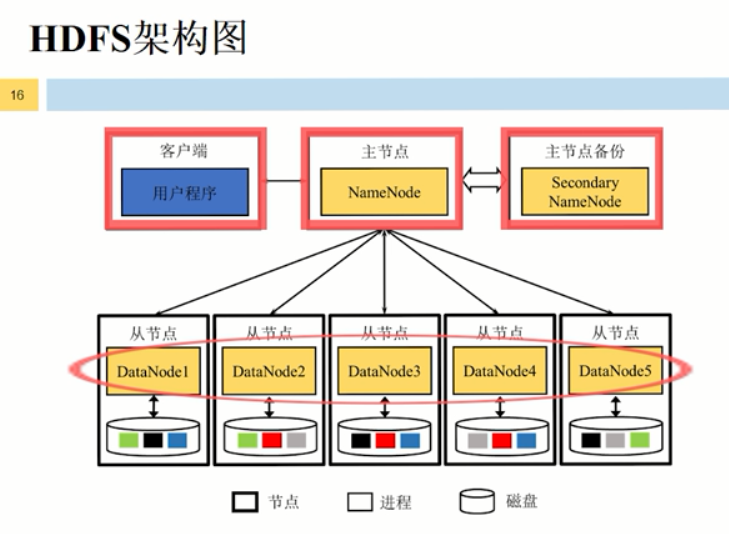 HDFS架构图
16
客户端
主节点
主节点备份
用户程序
NameNode
Secondary
NameNode
从节点
从节点
从节点
从节点
从节点
DataNode1
DataNode2
DataNode3
DataNode4
DataNode5
节点
进程
磁盘